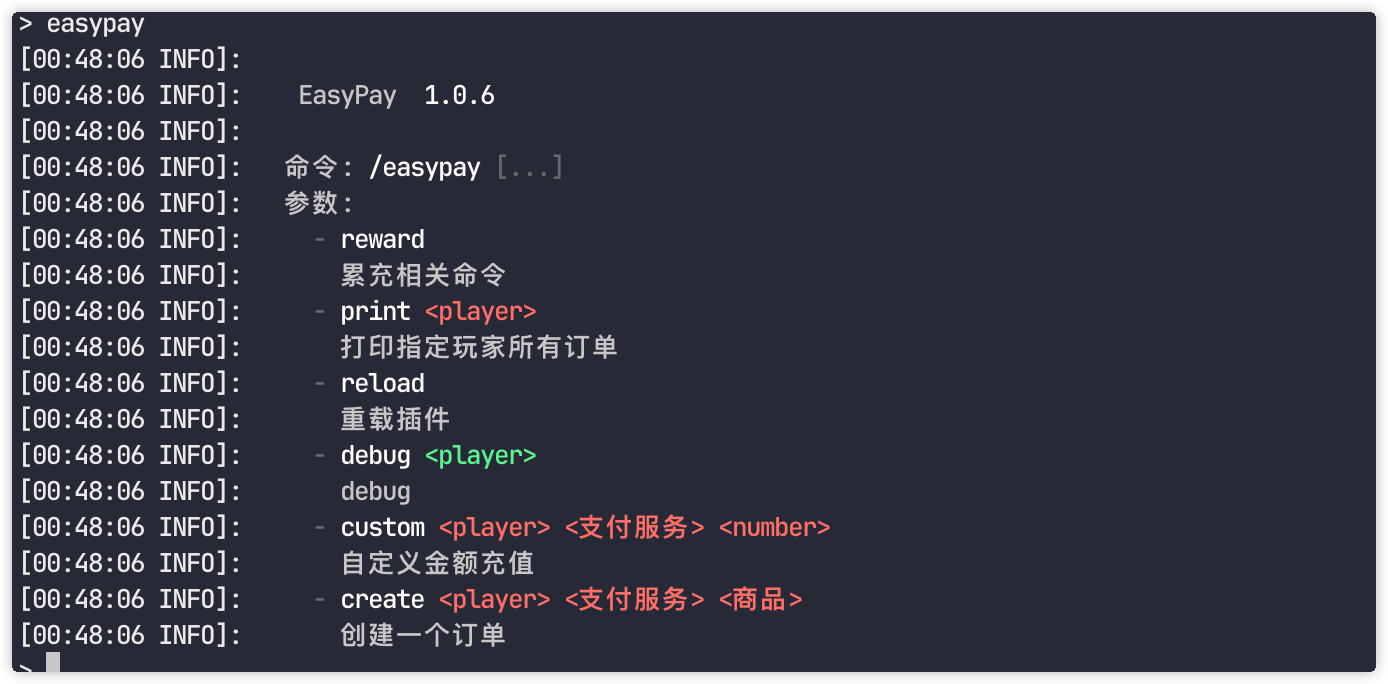 > easypay
[00:48:06 INFO]:
[00:48:06 INFO]:    EasyPay  1.0.6
[00:48:06 INFO]:
[00:48:06 INFO]:   命令: /easypay [...]
[00:48:06 INFO]:   参数:
[00:48:06 INFO]:     - reward
[00:48:06 INFO]:       累充相关命令
[00:48:06 INFO]:     - print <player>
[00:48:06 INFO]:       打印指定玩家所有订单
[00:48:06 INFO]:     - reload
[00:48:06 INFO]:       重载插件
[00:48:06 INFO]:     - debug <player>
[00:48:06 INFO]:       debug
[00:48:06 INFO]:     - custom <player> <支付服务> <number>
[00:48:06 INFO]:       自定义金额充值
[00:48:06 INFO]:     - create <player> <支付服务> <商品>
[00:48:06 INFO]:       创建一个订单
>